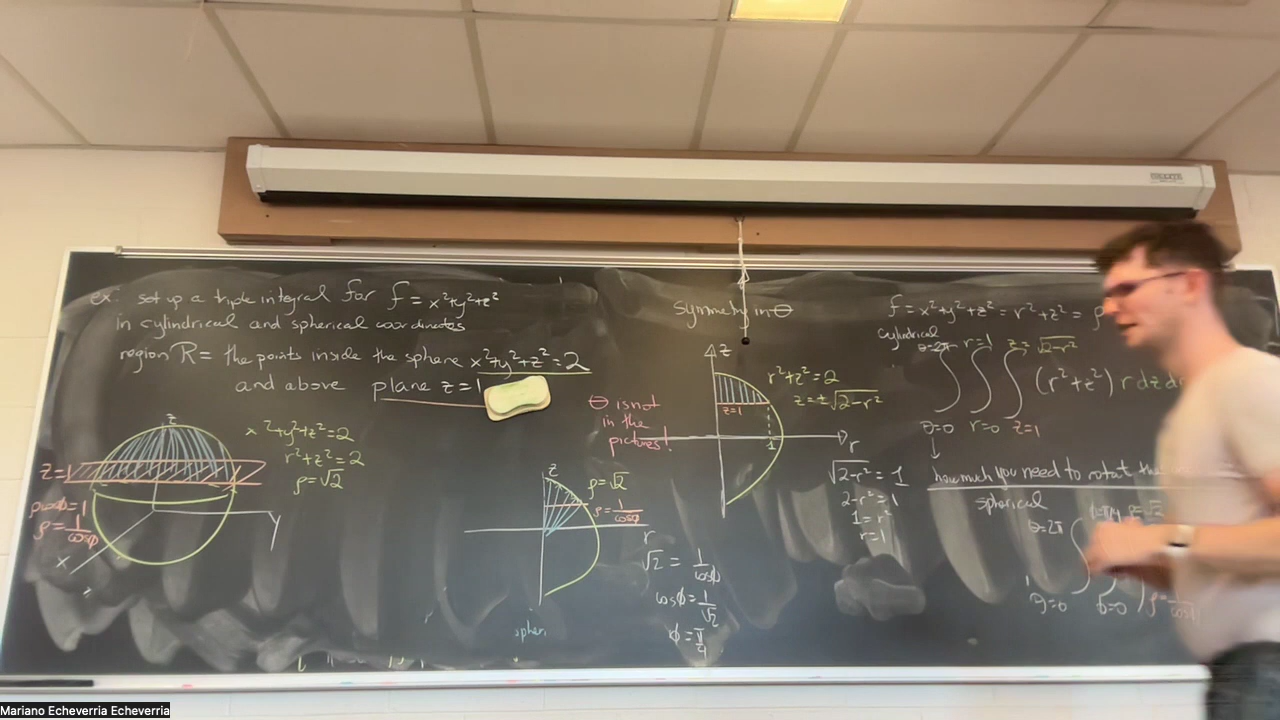 ex: set up a triple integral for f = x²+y²+z²
in cylindrical and spherical coordinates
region R = the points inside the sphere x²+y²+z²=2
and above plane z=1
z
x²+y²+z²=2
r²+z²=2
ρ=√2
z=1
ρcosϕ=1
ρ=1/cosϕ
x
y
symmetry in θ
θ is not
in the
pictures!
z
r²+z²=2
z=±√2-r²
z=1
1
r
√2-r² = 1
2-r²=1
1=r²
r=1
z
ρ=√2
ρ=1/cosϕ
r
√2 = 1/cosϕ
cosϕ=1/√2
ϕ=π/4
spheri
f = x²+y²+z² = r²+z² = ρ
cylindrical
θ=2π r=1 z=√2-r²
∫ ∫ ∫ (r²+z²) r dz dr
θ=0 r=0 z=1
how much you need to rotate the
spherical
θ=2π ϕ=π/4 ρ=√2
θ=0 ϕ=0 ρ=1/cosϕ
Mariano Echeverria Echeverria